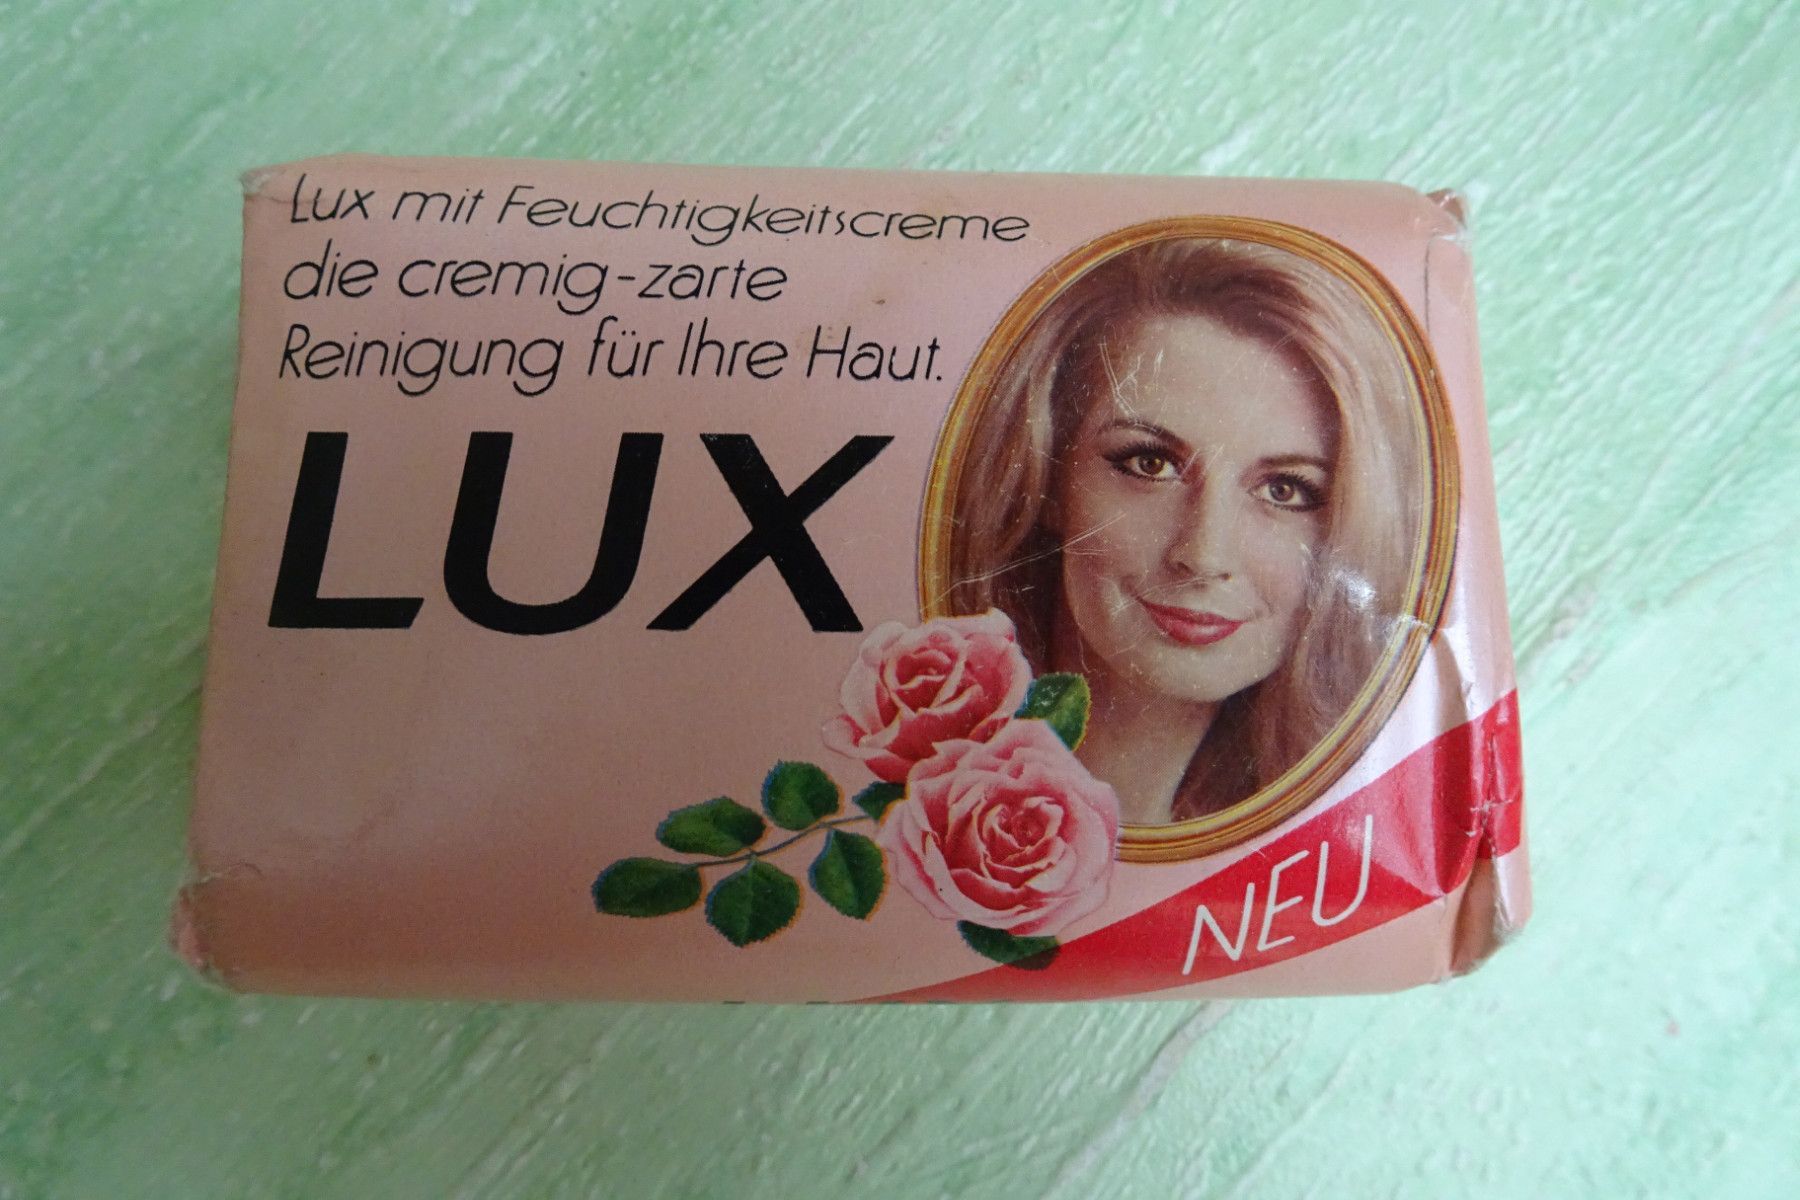 Lux mit Feuchtigkeitscreme
die cremig-zarte
Reinigung für Ihre Haut.
LUX
NEU